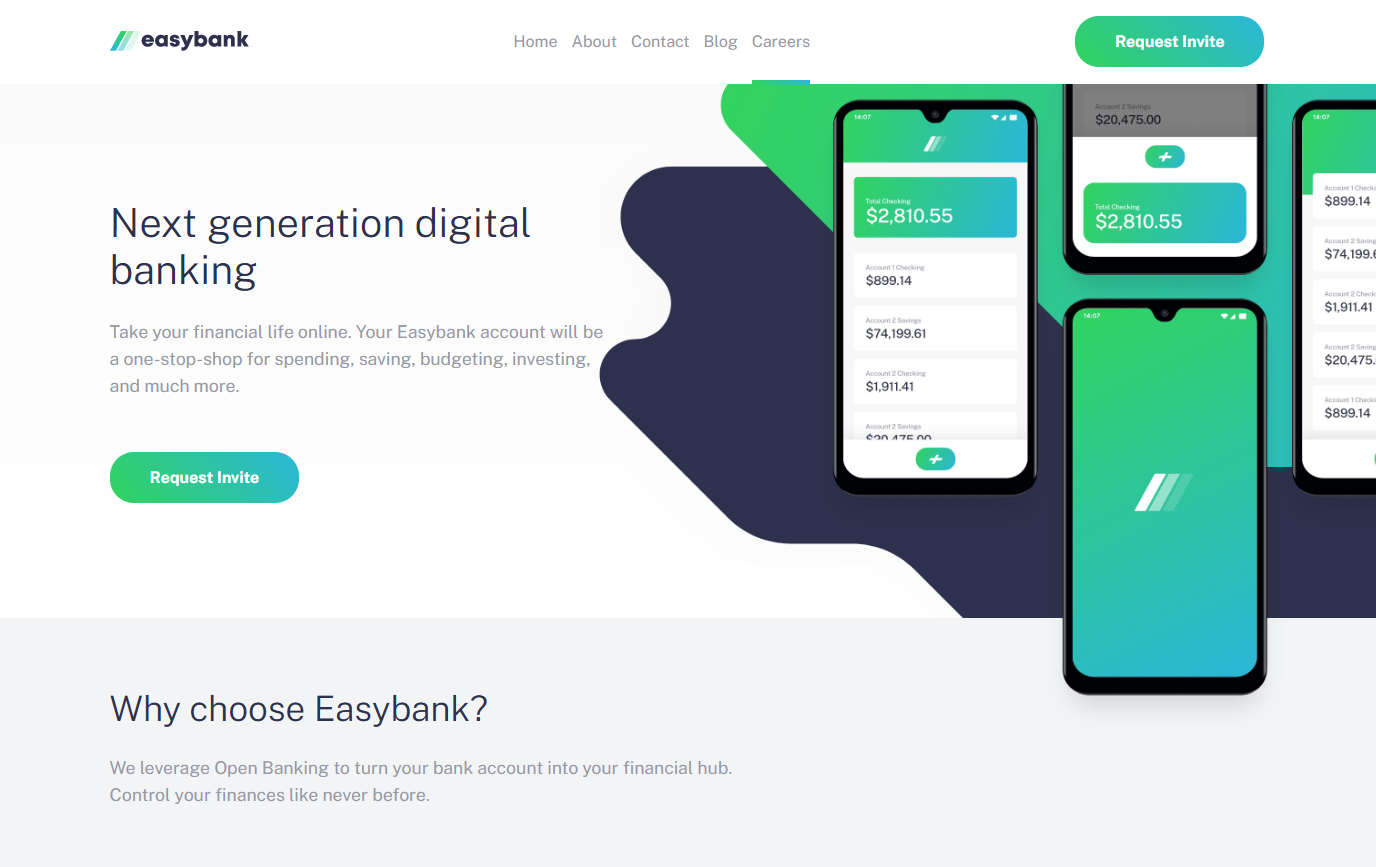 easybank
Home About Contact Blog Careers
Request Invite
Next generation digital
banking
Take your financial life online. Your Easybank account will be
a one-stop-shop for spending, saving, budgeting, investing,
and much more.
Request Invite
14:07
Total Checking
$2,810.55
Account 1 Checking
$899.14
Account 2 Savings
$74,199.61
Account 2 Checking
$1,911.41
Account 2 Savings
$20,475.00
Account 2 Savings
$20,475.00
Total Checking
$2,810.55
14:07
14:07
Account 1 Checki
$899.14
Account 2 Saving
$74,199.6
Account 2 Checki
$1,911.41
Account 2 Saving
$20,475.
Account 1 Checki
$899.14
Why choose Easybank?
We leverage Open Banking to turn your bank account into your financial hub.
Control your finances like never before.